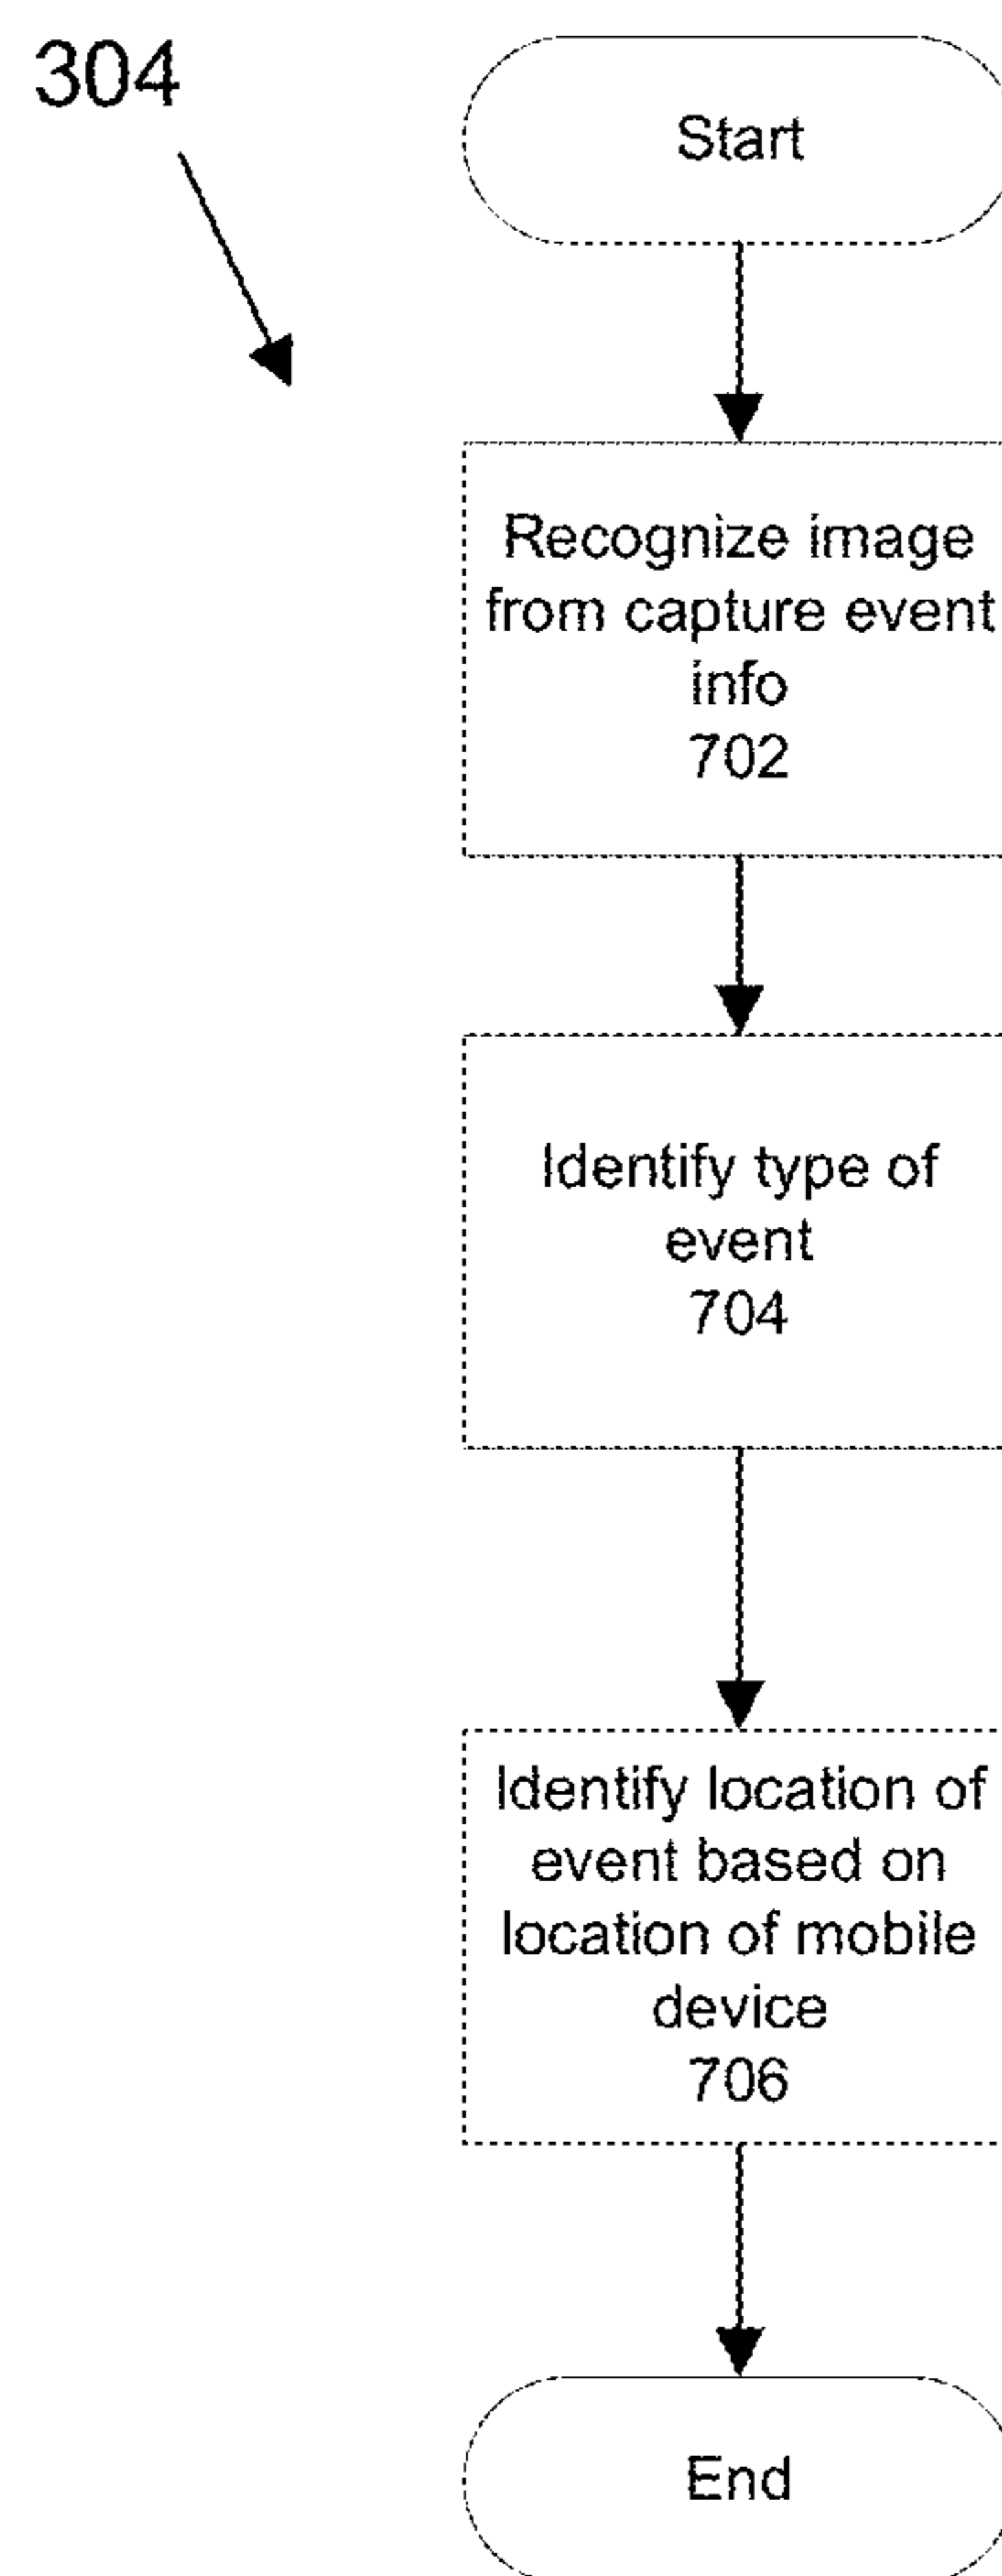 304
Start
Recognize image
from capture event
info
702
Identify type of
event
704
Identify location of
event based on
location of mobile
device
706
End